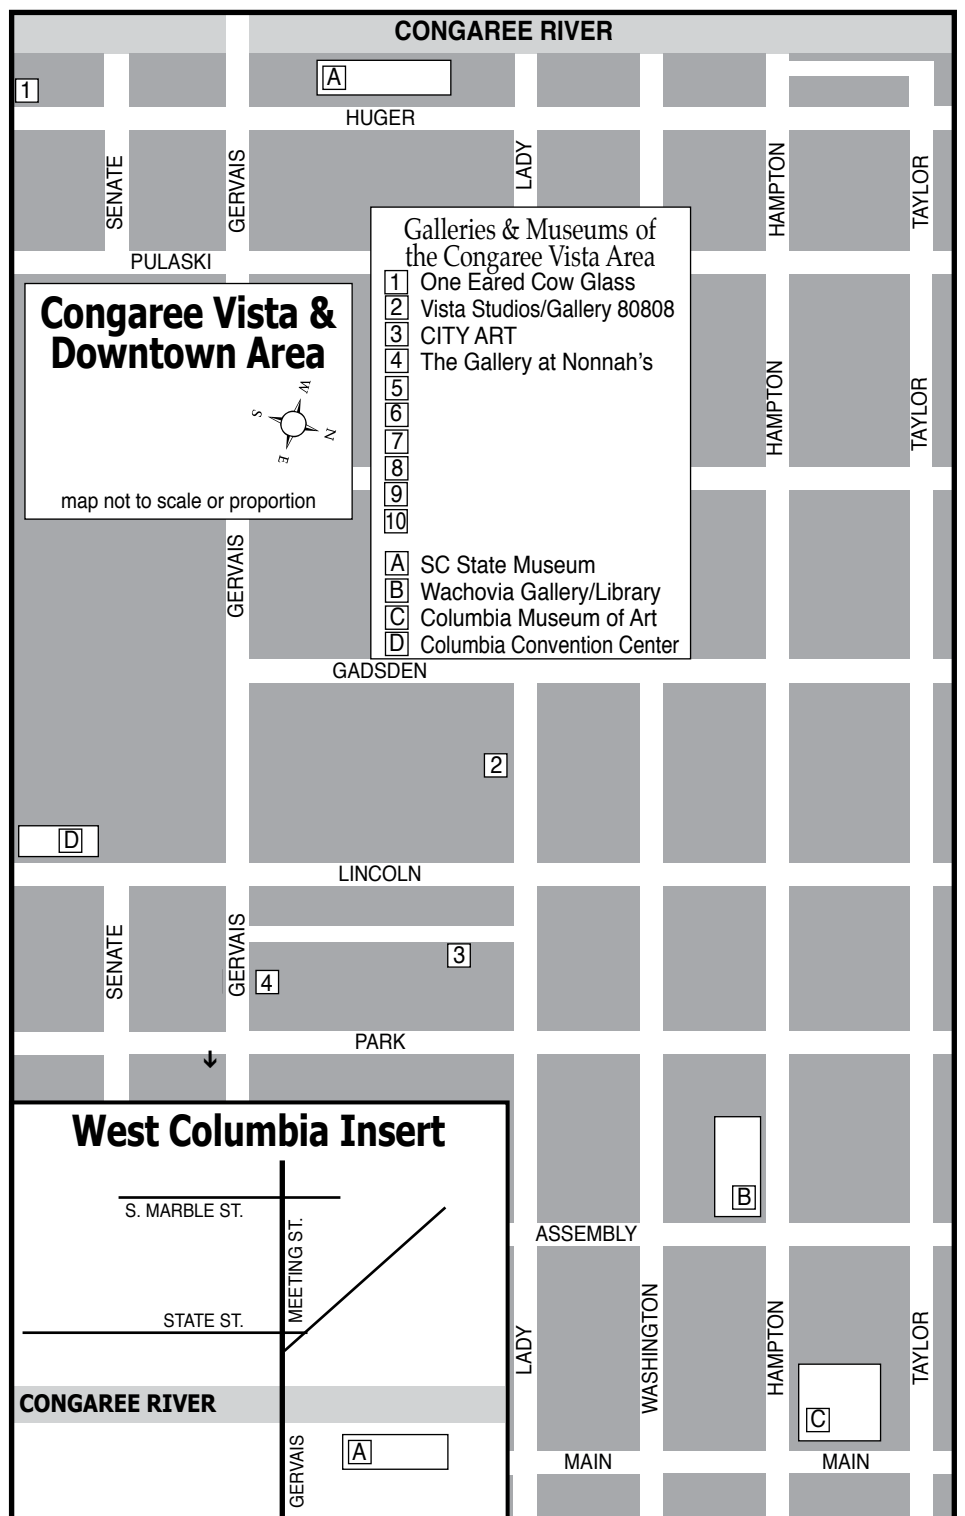 CONGAREE RIVER
1
A
HUGER
SENATE
GERVAIS
LADY
HAMPTON
TAYLOR
PULASKI
Galleries & Museums of
the Congaree Vista Area
1 One Eared Cow Glass
2 Vista Studios/Gallery 80808
3 CITY ART
4 The Gallery at Nonnah's
5
6
7
8
9
10
A SC State Museum
B Wachovia Gallery/Library
C Columbia Museum of Art
D Columbia Convention Center
Congaree Vista &
Downtown Area
W
S
N
E
map not to scale or proportion
HAMPTON
TAYLOR
GERVAIS
GADSDEN
2
D
LINCOLN
SENATE
GERVAIS
3
4
PARK
West Columbia Insert
S. MARBLE ST.
MEETING ST.
STATE ST.
CONGAREE RIVER
GERVAIS
A
B
ASSEMBLY
LADY
WASHINGTON
HAMPTON
TAYLOR
C
MAIN
MAIN